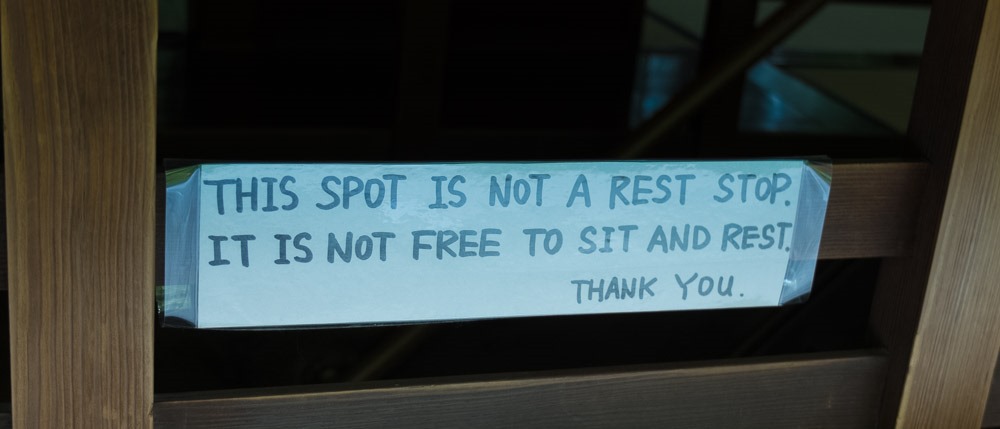 THIS SPOT IS NOT A REST STOP.
IT IS NOT FREE TO SIT AND REST.
THANK YOU.